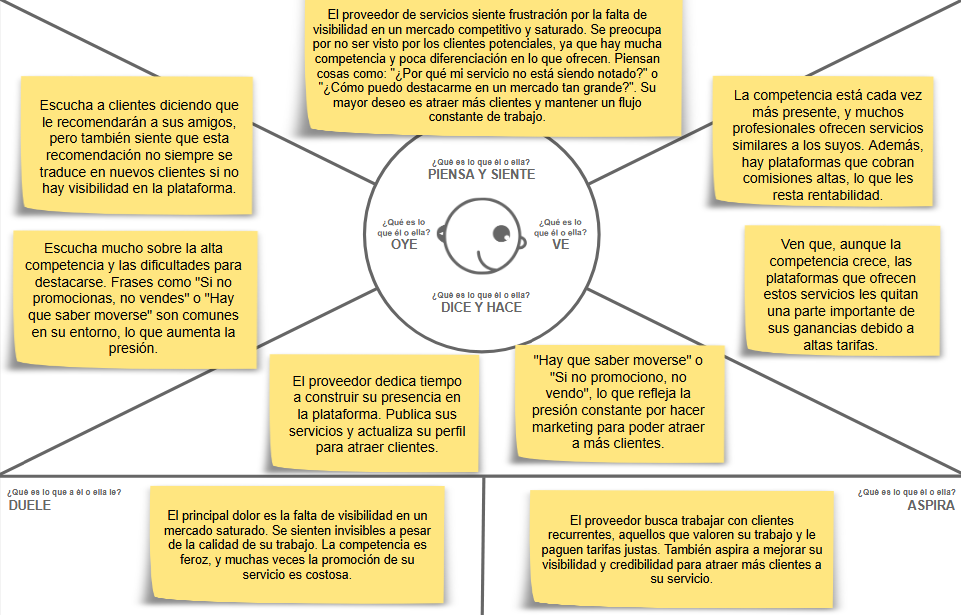 El proveedor de servicios siente frustración por la falta de
visibilidad en un mercado competitivo y saturado. Se preocupa
por no ser visto por los clientes potenciales, ya que hay mucha
competencia y poca diferenciación en lo que ofrecen. Piensan
cosas como: "¿Por qué mi servicio no está siendo notado?" o
"¿Cómo puedo destacarme en un mercado tan grande?". Su
mayor deseo es atraer más clientes y mantener un flujo
constante de trabajo.
Escucha a clientes diciendo que
le recomendarán a sus amigos,
pero también siente que esta
recomendación no siempre se
traduce en nuevos clientes si no
hay visibilidad en la plataforma.
La competencia está cada vez
más presente, y muchos
profesionales ofrecen servicios
similares a los suyos. Además,
hay plataformas que cobran
comisiones altas, lo que les
resta rentabilidad.
¿Qué es lo que él o ella?
PIENSA Y SIENTE
¿Qué es lo
que él o ella?
OYE
¿Qué es lo
que él o ella?
VE
¿Qué es lo que él o ella?
DICE Y HACE
Escucha mucho sobre la alta
competencia y las dificultades para
destacarse. Frases como "Si no
promocionas, no vendes" o "Hay
que saber moverse" son comunes
en su entorno, lo que aumenta la
presión.
Ven que, aunque la
competencia crece, las
plataformas que ofrecen
estos servicios les quitan
una parte importante de
sus ganancias debido a
altas tarifas.
El proveedor dedica tiempo
a construir su presencia en
la plataforma. Publica sus
servicios y actualiza su perfil
para atraer clientes.
"Hay que saber moverse" o
"Si no promociono, no
vendo", lo que refleja la
presión constante por hacer
marketing para poder atraer
a más clientes.
¿Qué es lo que a él o ella le?
DUELE
El principal dolor es la falta de visibilidad en un
mercado saturado. Se sienten invisibles a pesar
de la calidad de su trabajo. La competencia es
feroz, y muchas veces la promoción de su
servicio es costosa.
¿Qué es lo que él o ella?
ASPIRA
El proveedor busca trabajar con clientes
recurrentes, aquellos que valoren su trabajo y le
paguen tarifas justas. También aspira a mejorar su
visibilidad y credibilidad para atraer más clientes a
su servicio.